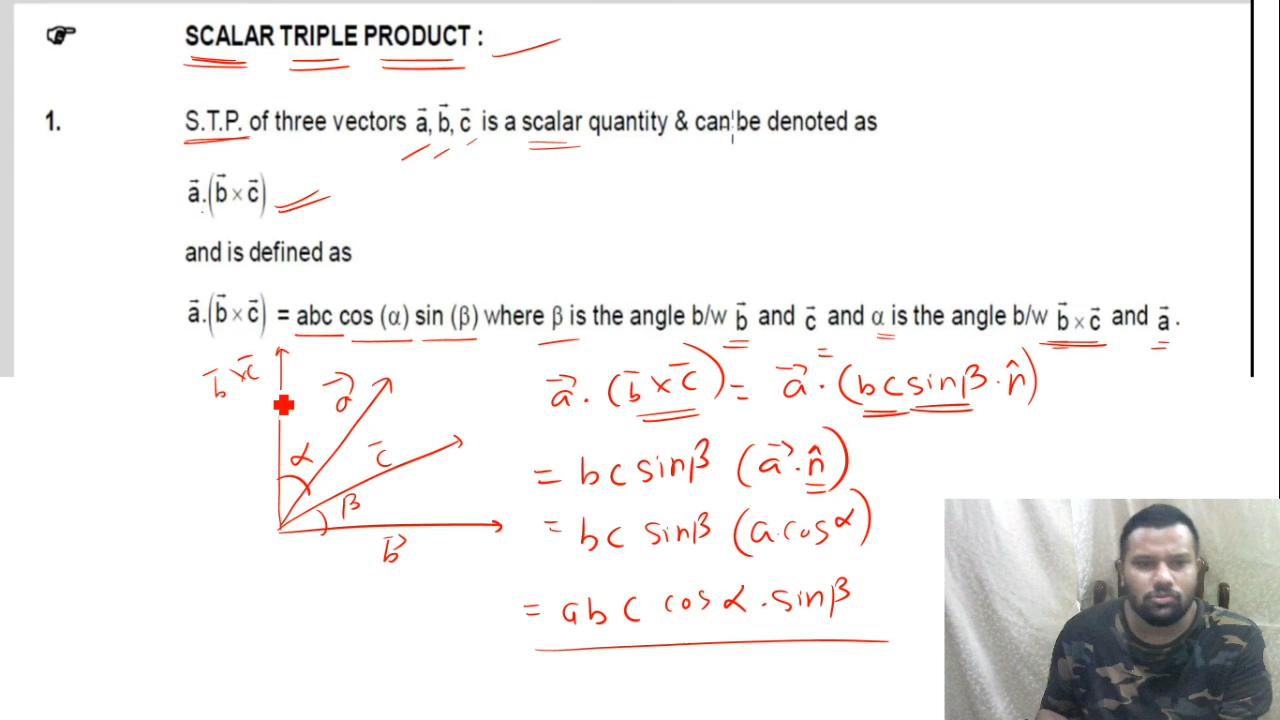 SCALAR TRIPLE PRODUCT :
1. S.T.P. of three vectors a⃗, b⃗, c⃗ is a scalar quantity & can be denoted as
a⃗.(b⃗ × c⃗)
and is defined as
a⃗.(b⃗ × c⃗) = abc cos (α) sin (β) where β is the angle b/w b⃗ and c⃗ and α is the angle b/w b⃗ × c⃗ and a⃗ .
b̄ × c̄
a⃗
α
c̄
β
b⃗
a⃗ . (b̄ × c̄) = a⃗ . (bc sinβ . n̂)
= bc sinβ (a⃗ . n̂)
= bc sinβ (a.cosα)
= abc cosα . sinβ